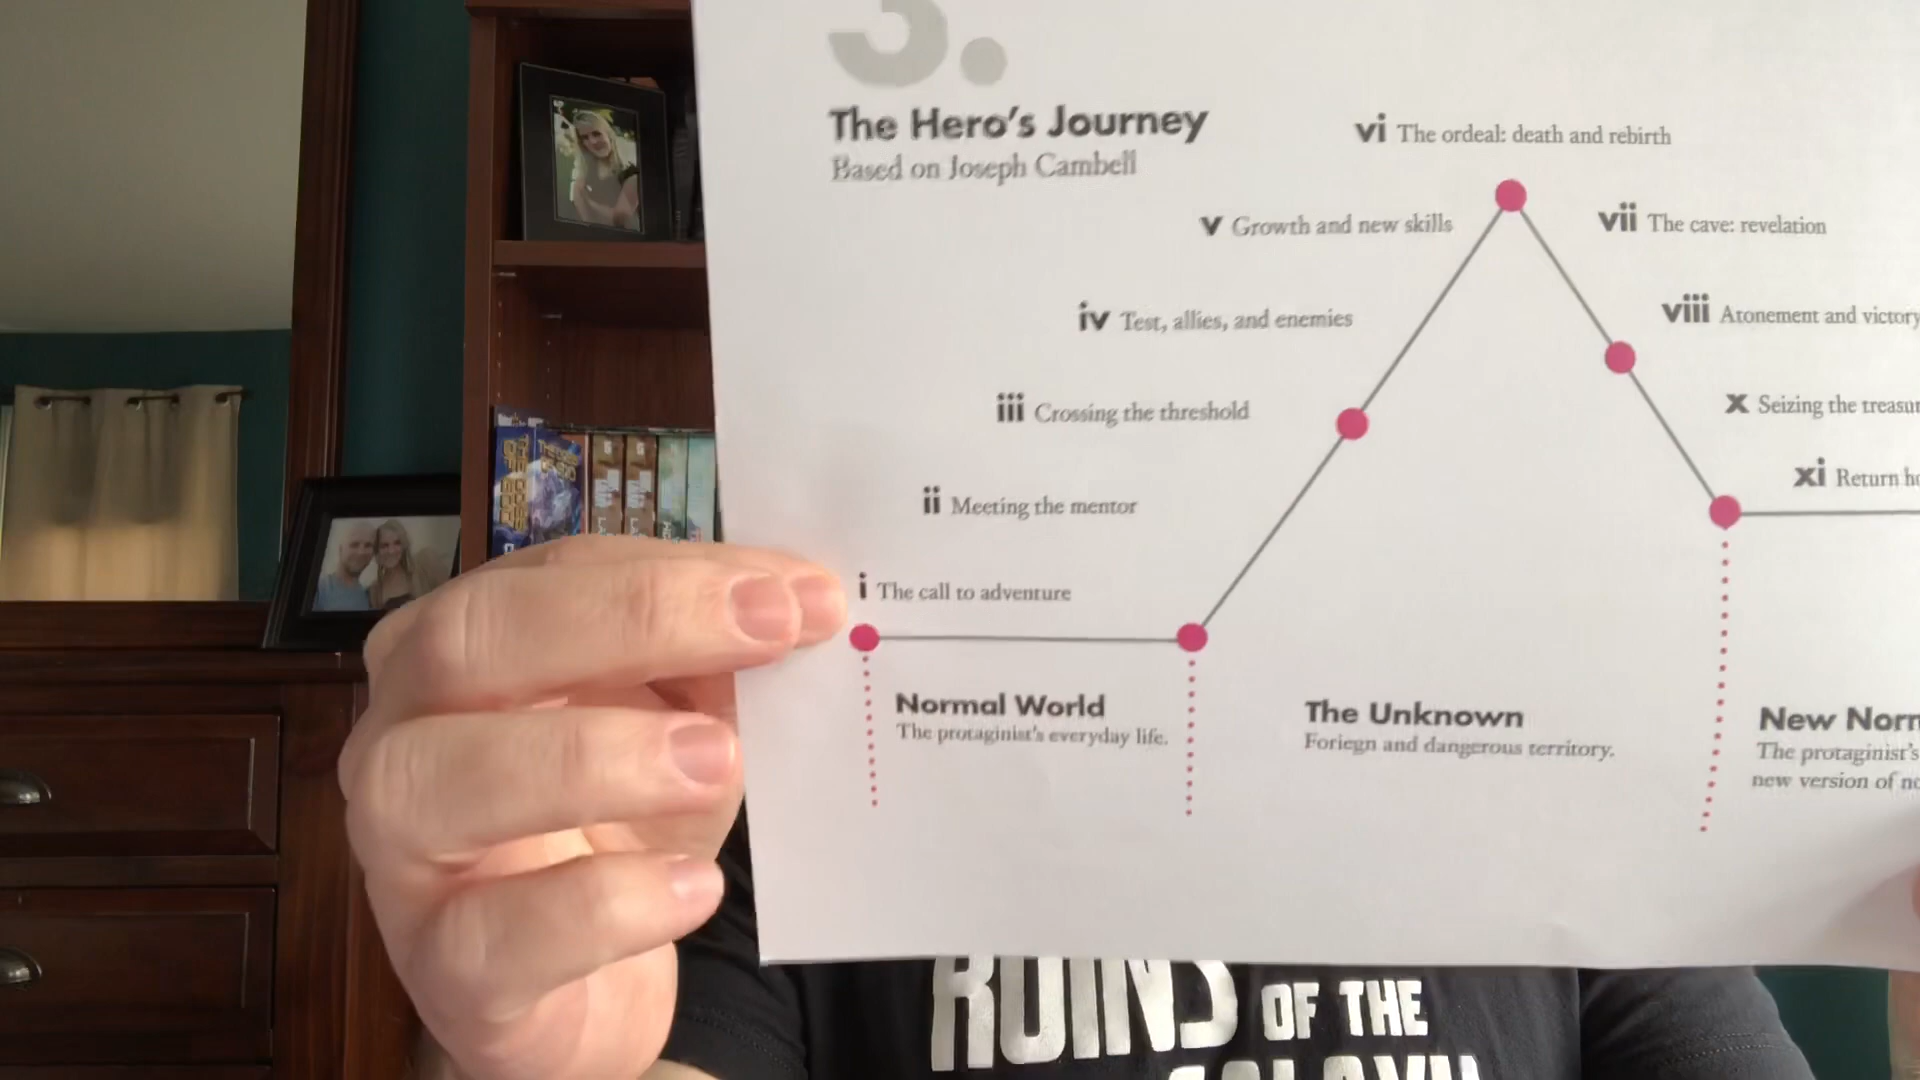 3.
The Hero's Journey
Based on Joseph Cambell
vi The ordeal: death and rebirth
v Growth and new skills
vii The cave: revelation
iv Test, allies, and enemies
viii Atonement and victory
iii Crossing the threshold
x Seizing the
ii Meeting the mentor
xi Return
i The call to adventure
Normal World
The protaginist's everyday life.
The Unknown
Foriegn and dangerous territory.
New
The protaginist's
new version of
RUINS OF THE